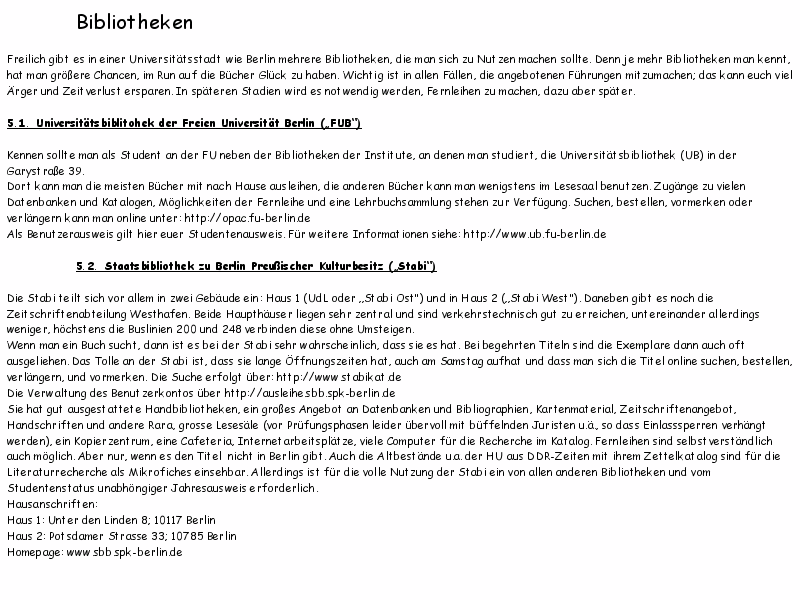 Bibliotheken
Freilich gibt es in einer Universitätsstadt wie Berlin mehrere Bibliotheken, die man sich zu Nutzen machen sollte. Denn je mehr Bibliotheken man kennt,
hat man größere Chancen, im Run auf die Bücher Glück zu haben. Wichtig ist in allen Fällen, die angebotenen Führungen mitzumachen; das kann euch viel
Ärger und Zeitverlust ersparen. In späteren Stadien wird es notwendig werden, Fernleihen zu machen, dazu aber später.
5.1. Universitätsbiblitohek der Freien Universität Berlin („FUB“)
Kennen sollte man als Student an der FU neben der Bibliotheken der Institute, an denen man studiert, die Universitätsbibliothek (UB) in der
Garystraße 39.
Dort kann man die meisten Bücher mit nach Hause ausleihen, die anderen Bücher kann man wenigstens im Lesesaal benutzen. Zugänge zu vielen
Datenbanken und Katalogen, Möglichkeiten der Fernleihe und eine Lehrbuchsammlung stehen zur Verfügung. Suchen, bestellen, vormerken oder
verlängern kann man online unter: http://opac.fu-berlin.de
Als Benutzerausweis gilt hier euer Studentenausweis. Für weitere Informationen siehe: http://www.ub.fu-berlin.de
5.2. Staatsbibliothek zu Berlin Preußischer Kulturbesitz („Stabi“)
Die Stabi teilt sich vor allem in zwei Gebäude ein: Haus 1 (UdL oder ,,Stabi Ost") und in Haus 2 (,,Stabi West"). Daneben gibt es noch die
Zeitschriftenabteilung Westhafen. Beide Haupthäuser liegen sehr zentral und sind verkehrstechnisch gut zu erreichen, untereinander allerdings
weniger, höchstens die Buslinien 200 und 248 verbinden diese ohne Umsteigen.
Wenn man ein Buch sucht, dann ist es bei der Stabi sehr wahrscheinlich, dass sie es hat. Bei begehrten Titeln sind die Exemplare dann auch oft
ausgeliehen. Das Tolle an der Stabi ist, dass sie lange Öffnungszeiten hat, auch am Samstag aufhat und dass man sich die Titel online suchen, bestellen,
verlängern, und vormerken. Die Suche erfolgt über: http://www.stabikat.de
Die Verwaltung des Benutzerkontos über http://ausleihe.sbb.spk-berlin.de
Sie hat gut ausgestattete Handbibliotheken, ein großes Angebot an Datenbanken und Bibliographien, Kartenmaterial, Zeitschriftenangebot,
Handschriften und andere Rara, grosse Lesesäle (vor Prüfungsphasen leider übervoll mit büffelnden Juristen u.ä., so dass Einlasssperren verhängt
werden), ein Kopierzentrum, eine Cafeteria, Internetarbeitsplätze, viele Computer für die Recherche im Katalog. Fernleihen sind selbstverständlich
auch möglich. Aber nur, wenn es den Titel nicht in Berlin gibt. Auch die Altbestände u.a. der HU aus DDR-Zeiten mit ihrem Zettelkatalog sind für die
Literaturrecherche als Mikrofiches einsehbar. Allerdings ist für die volle Nutzung der Stabi ein von allen anderen Bibliotheken und vom
Studentenstatus unabhöngiger Jahresausweis erforderlich.
Hausanschriften:
Haus 1: Unter den Linden 8; 10117 Berlin
Haus 2: Potsdamer Strasse 33; 10785 Berlin
Homepage: www.sbb.spk-berlin.de